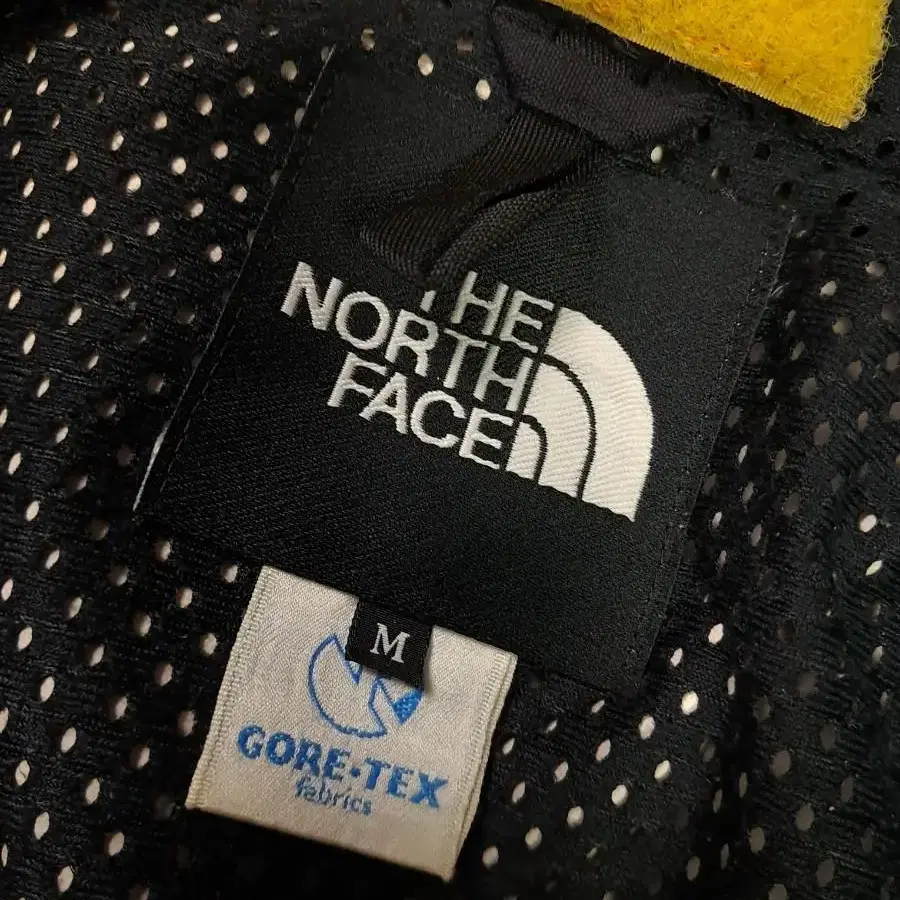 THE
NORTH
FACE
M
GORE-TEX
fabrics